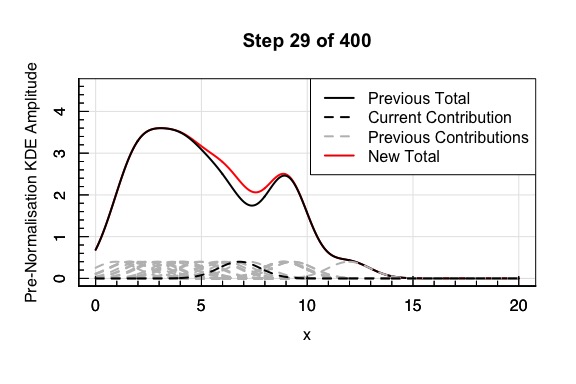 Step 29 of 400
Pre-Normalisation KDE Amplitude
4
3
2
1
0
Previous Total
Current Contribution
Previous Contributions
New Total
0 5 10 15 20
x